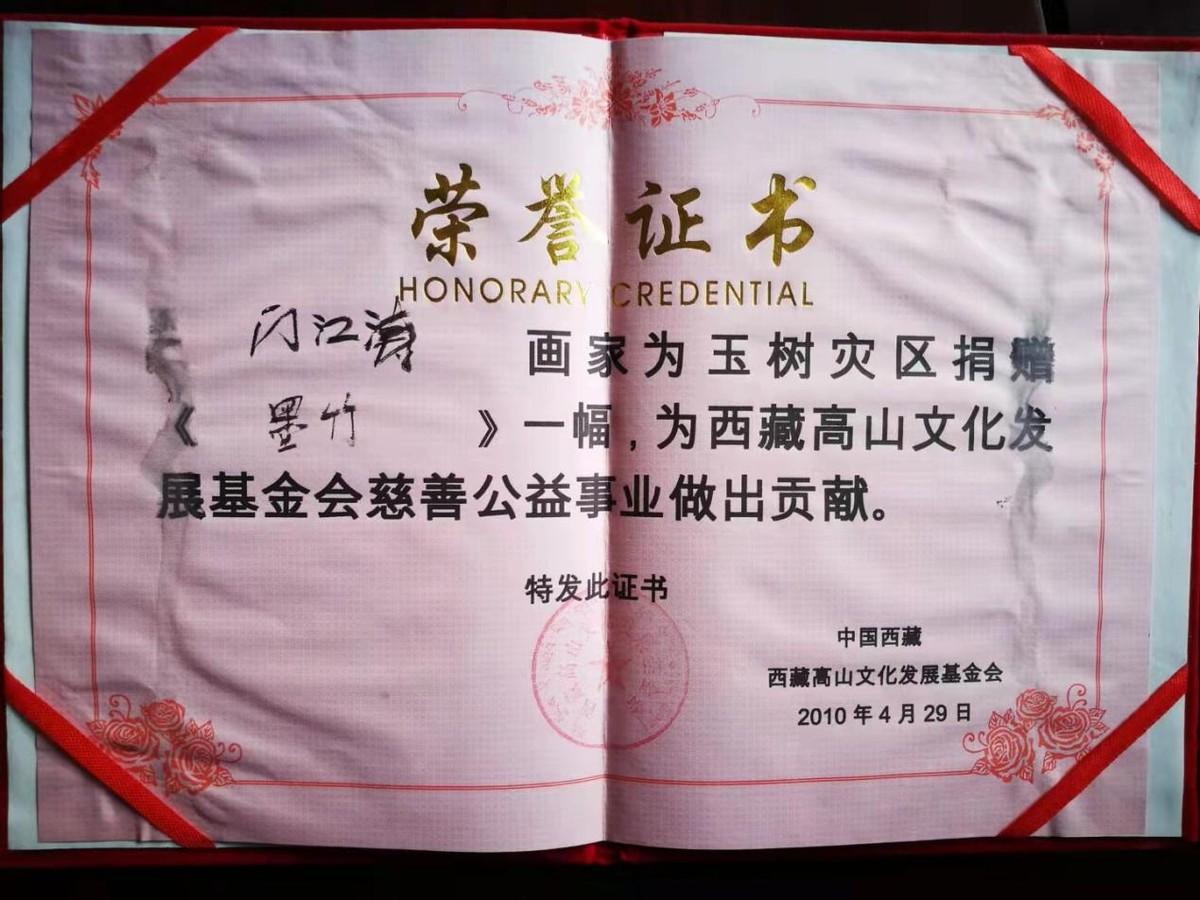 荣誉证书
HONORARY CREDENTIAL
闪江涛 画家为玉树灾区捐赠
《 墨竹 》一幅,为西藏高山文化发
展基金会慈善公益事业做出贡献。
特发此证书
中国西藏
西藏高山文化发展基金会
2010年4月29日